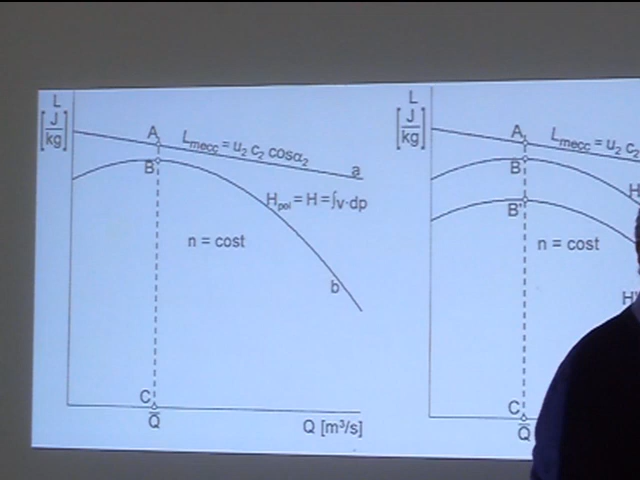 L
[J/kg]
A
L_mecc = u₂ c₂ cosα₂
a
B
H_pol = H = ∫v·dp
n = cost
b
C
Q̅
Q [m³/s]
L
[J/kg]
A
L_mecc = u₂ c₂
B
B'
n = cost
C
Q̅